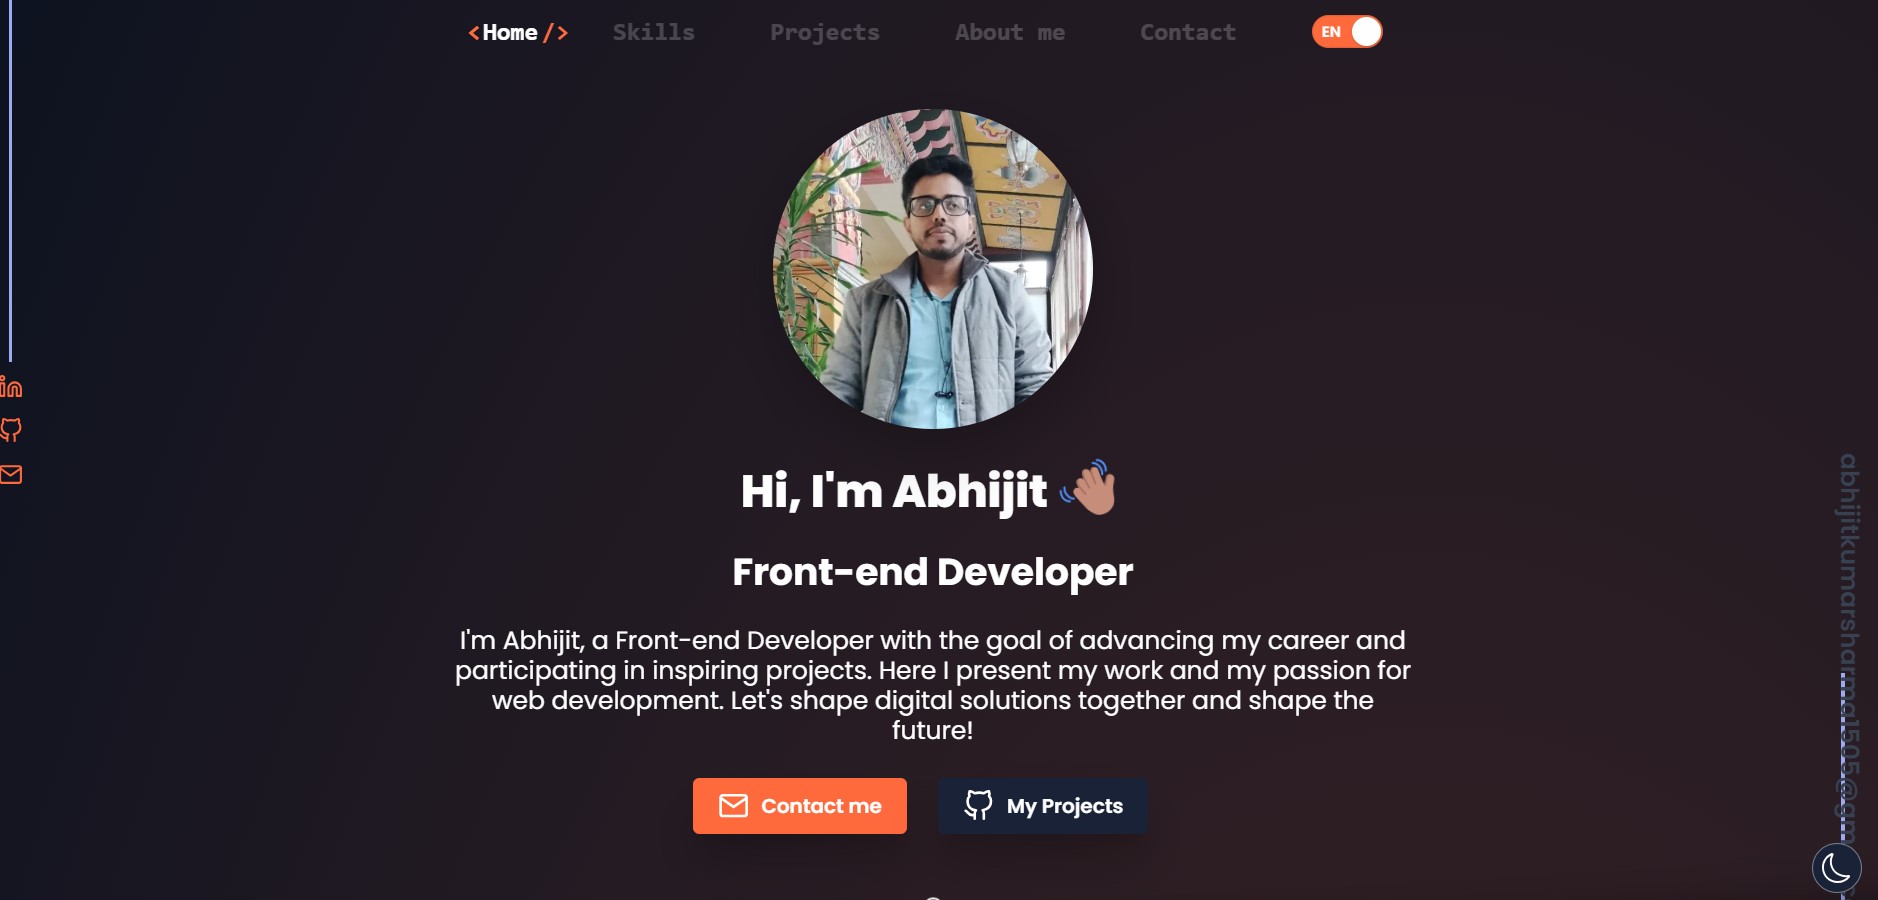 <Home/> Skills Projects About me Contact EN
Hi, I'm Abhijit
Front-end Developer
I'm Abhijit, a Front-end Developer with the goal of advancing my career and
participating in inspiring projects. Here I present my work and my passion for
web development. Let's shape digital solutions together and shape the
future!
Contact me My Projects
abhijitkumarsharma1505@gm